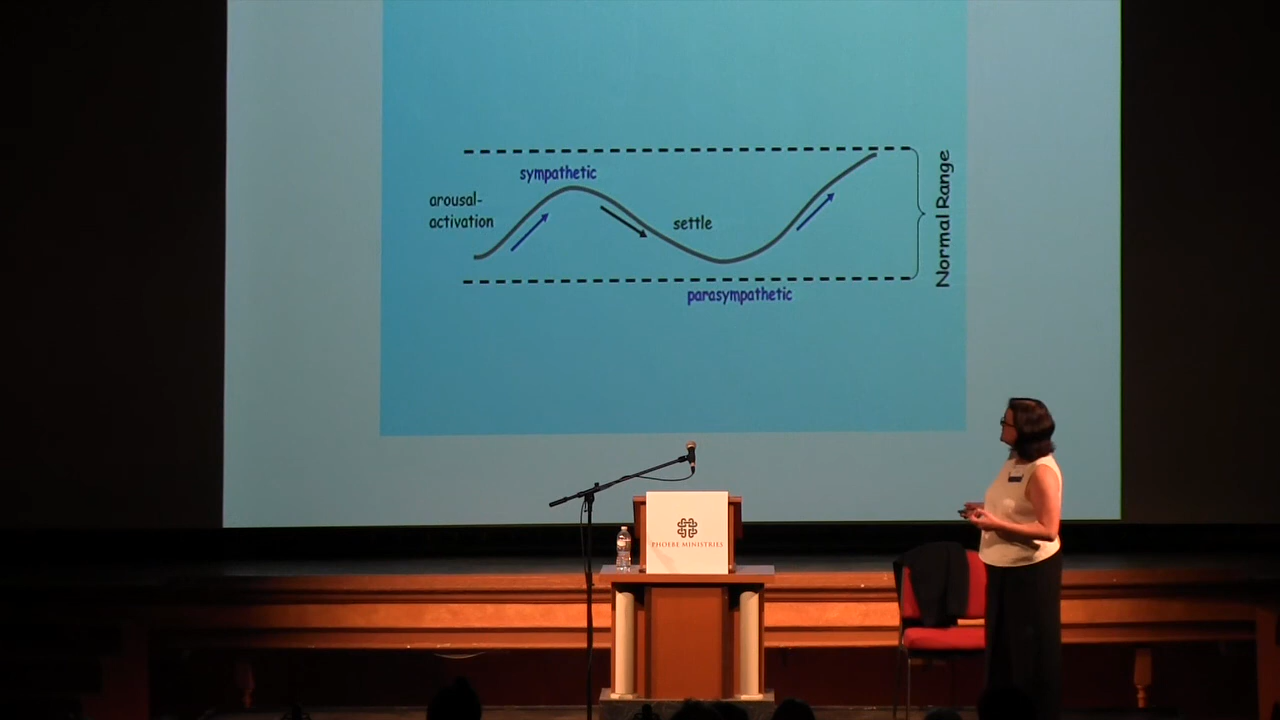 sympathetic
arousal-
activation
settle
parasympathetic
Normal Range
PHOEBE MINISTRIES